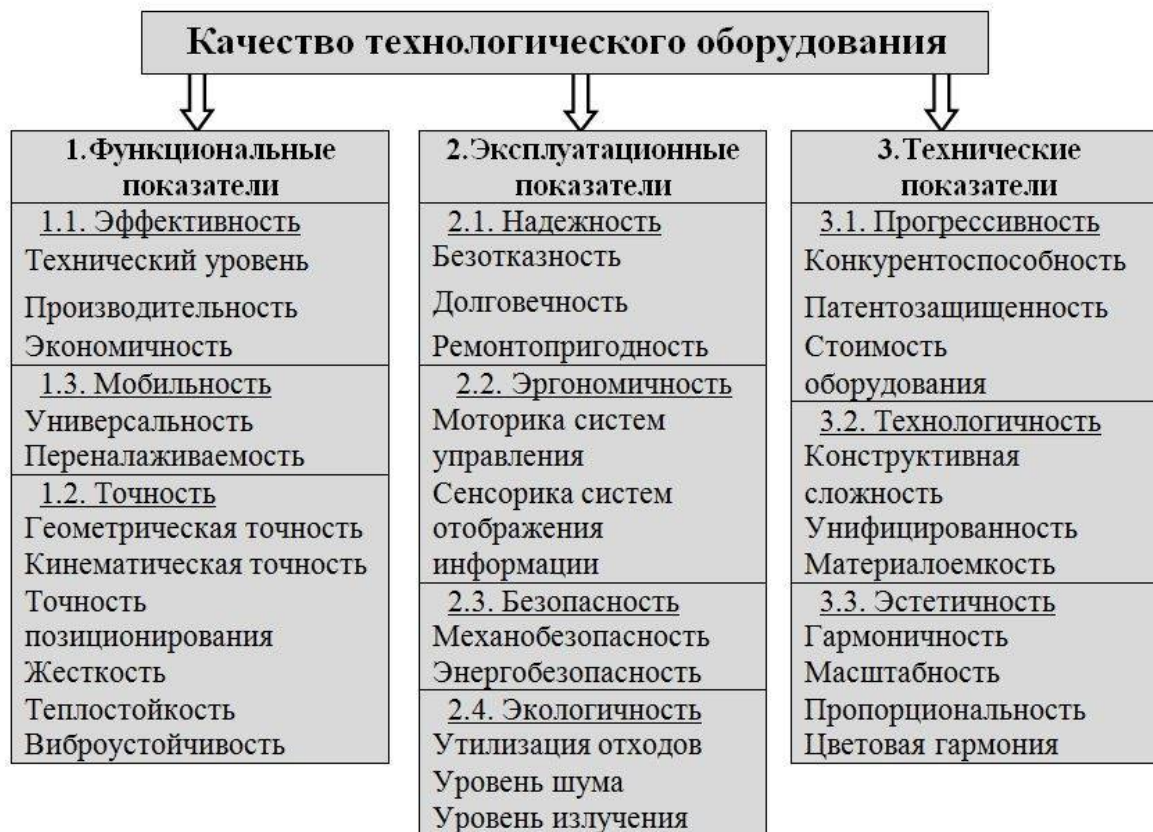 Качество технологического оборудования
1.Функциональные
показатели
1.1. Эффективность
Технический уровень
Производительность
Экономичность
1.3. Мобильность
Универсальность
Переналаживаемость
1.2. Точность
Геометрическая точность
Кинематическая точность
Точность
позиционирования
Жесткость
Теплостойкость
Виброустойчивость
2.Эксплуатационные
показатели
2.1. Надежность
Безотказность
Долговечность
Ремонтопригодность
2.2. Эргономичность
Моторика систем
управления
Сенсорика систем
отображения
информации
2.3. Безопасность
Механобезопасность
Энергобезопасность
2.4. Экологичность
Утилизация отходов
Уровень шума
Уровень излучения
3.Технические
показатели
3.1. Прогрессивность
Конкурентоспособность
Патентозащищенность
Стоимость
оборудования
3.2. Технологичность
Конструктивная
сложность
Унифицированность
Материалоемкость
3.3. Эстетичность
Гармоничность
Масштабность
Пропорциональность
Цветовая гармония